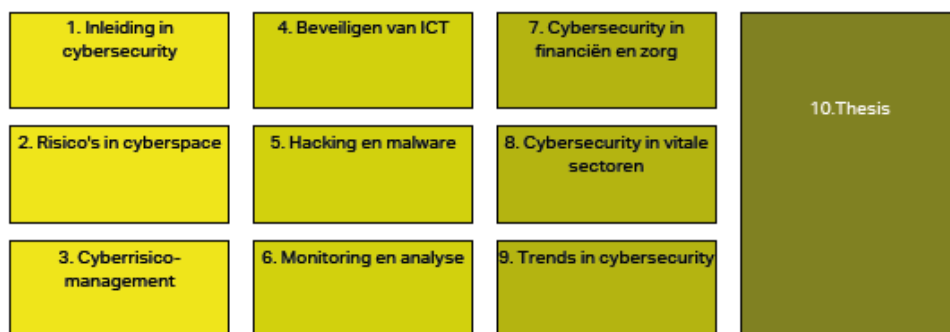 1. Inleiding in
cybersecurity
2. Risico's in cyberspace
3. Cyberrisico-
management
4. Beveiligen van ICT
5. Hacking en malware
6. Monitoring en analyse
7. Cybersecurity in
financiën en zorg
8. Cybersecurity in vitale
sectoren
9. Trends in cybersecurity
10.Thesis